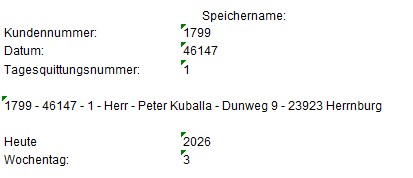 Speichername:
Kundennummer: 1799
Datum: 46147
Tagesquittungsnummer: 1
1799 - 46147 - 1 - Herr - Peter Kuballa - Dunweg 9 - 23923 Herrnburg
Heute 2026
Wochentag: 3